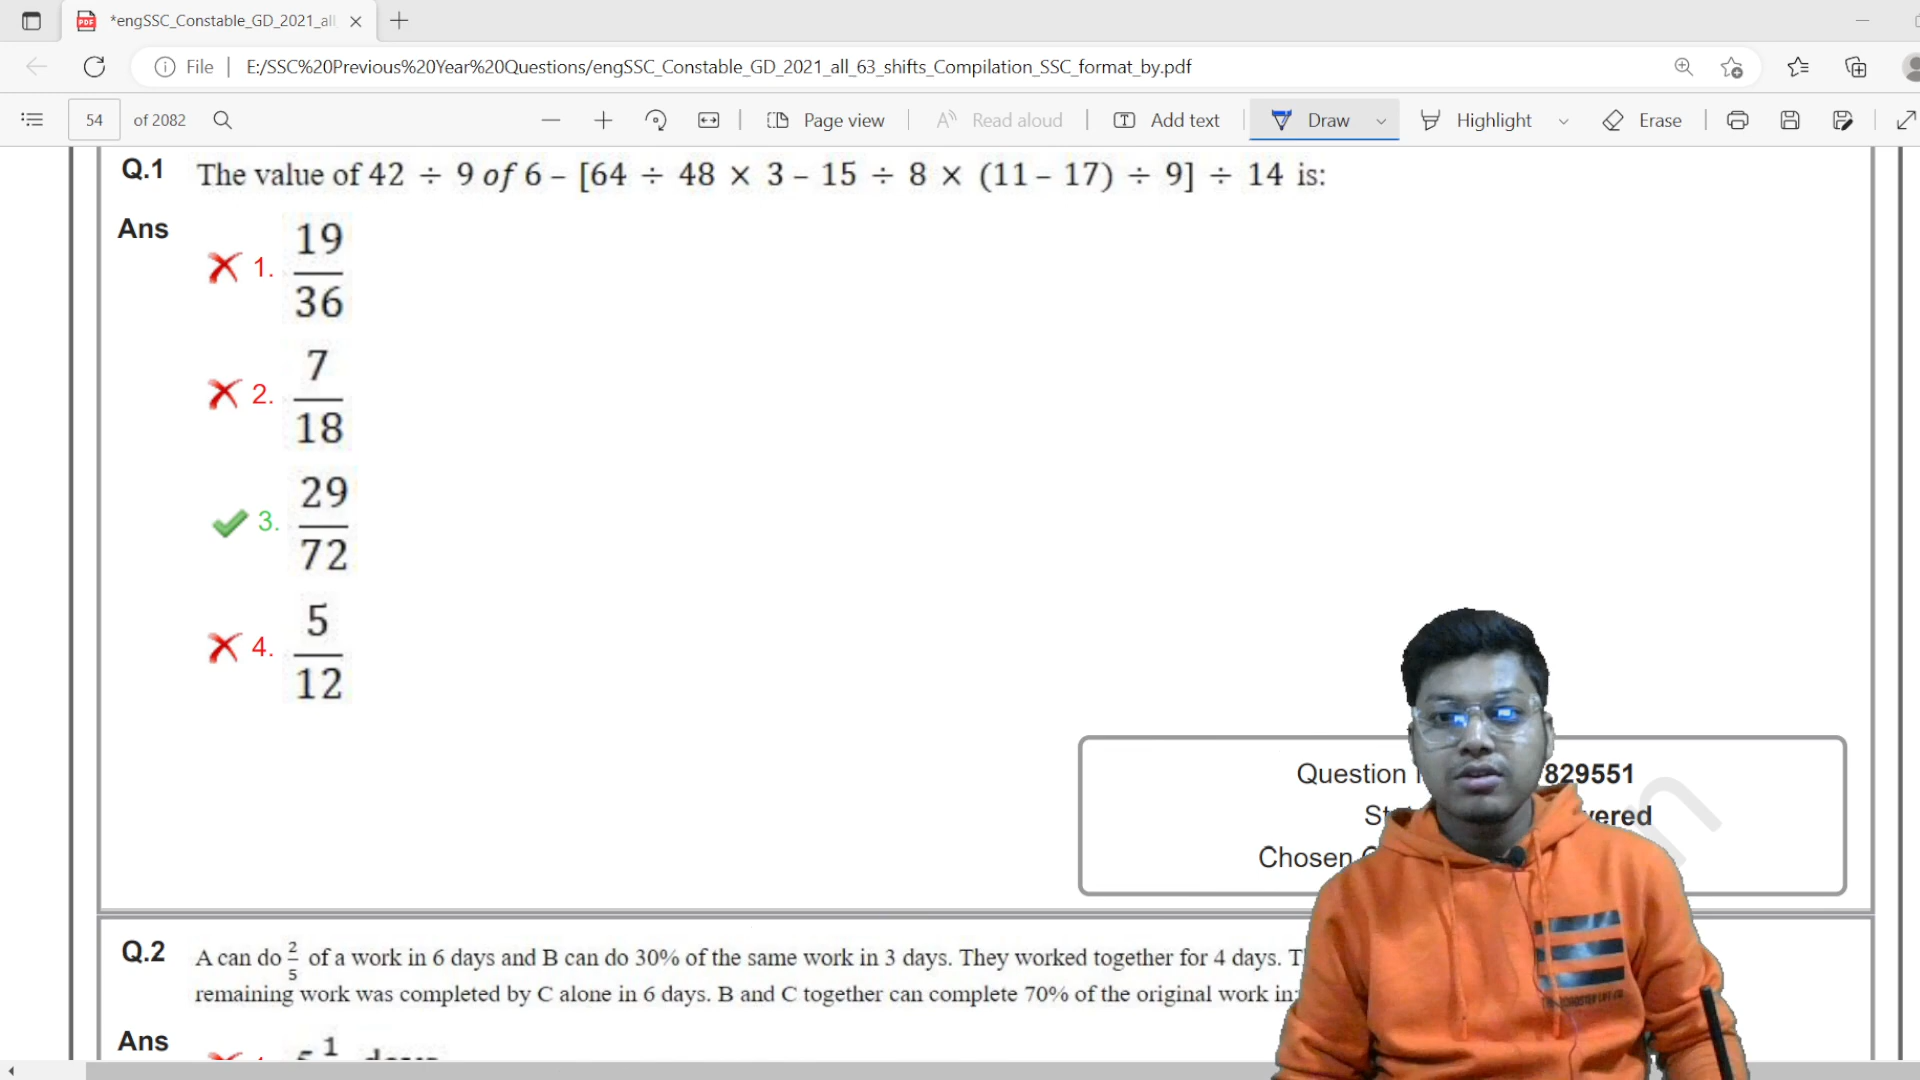 *engSSC_Constable_GD_2021_all
File
E:/SSC%20Previous%20Year%20Questions/engSSC_Constable_GD_2021_all_63_shifts_Compilation_SSC_format_by.pdf
54 of 2082 Page view Read aloud Add text Draw Highlight Erase
Q.1 The value of 42 ÷ 9 of 6 – [64 ÷ 48 × 3 – 15 ÷ 8 × (11 – 17) ÷ 9] ÷ 14 is:
Ans
1. 19/36
2. 7/18
3. 29/72
4. 5/12
Question 829551
Chosen
Q.2 A can do 2/5 of a work in 6 days and B can do 30% of the same work in 3 days. They worked together for 4 days.
remaining work was completed by C alone in 6 days. B and C together can complete 70% of the original work in
Ans